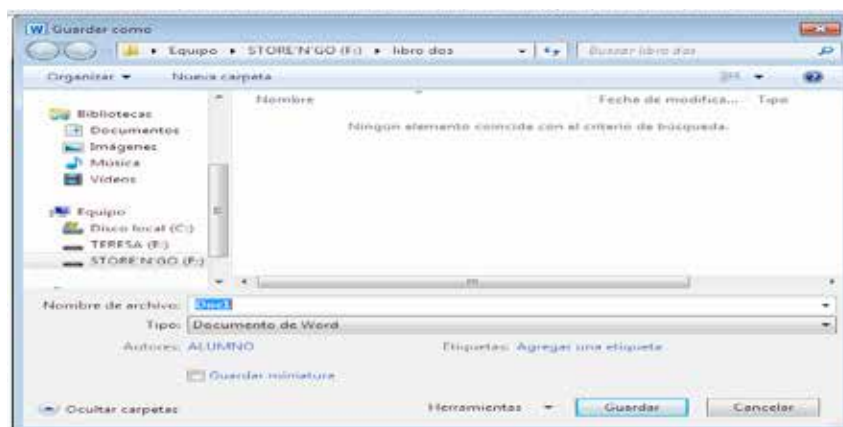 Guardar como
Equipo ▸ STORE'N'GO (F:) ▸ libro dos
Buscar libro dos
Organizar
Nueva carpeta
Nombre
Fecha de modifica...
Tipo
Ningún elemento coincide con el criterio de búsqueda.
Bibliotecas
Documentos
Imágenes
Música
Vídeos
Equipo
Disco local (C:)
TERESA (E:)
STORE'N'GO (F:)
Nombre de archivo: Doc1
Tipo: Documento de Word
Autores: ALUMNO
Etiquetas: Agregar una etiqueta
Guardar miniatura
Ocultar carpetas
Herramientas
Guardar
Cancelar